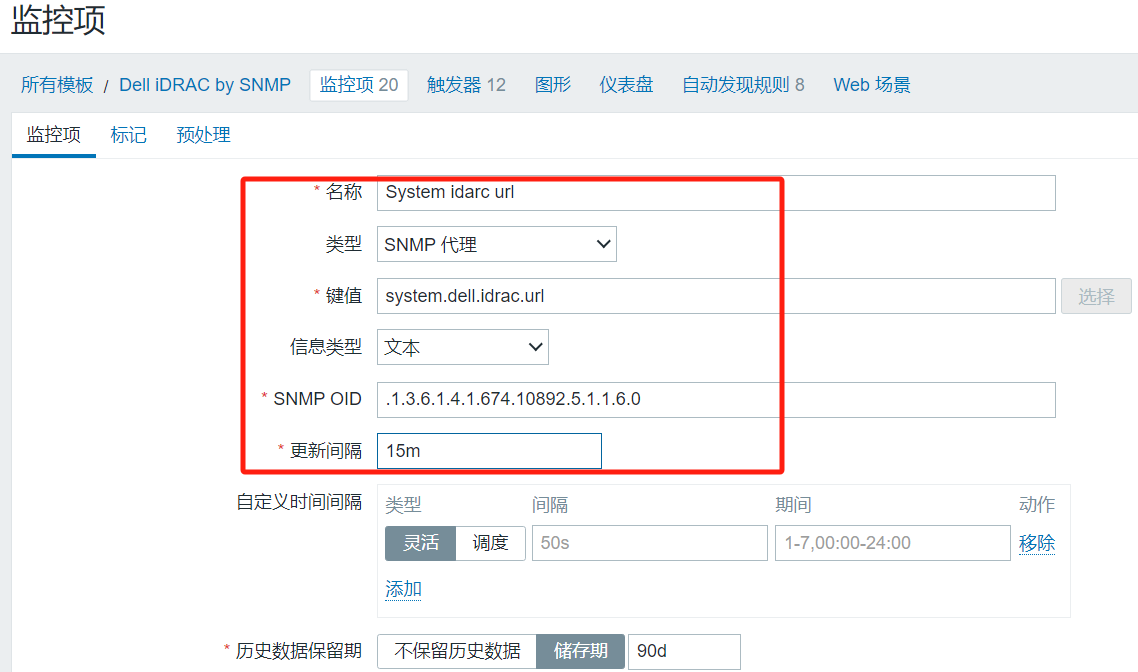 监控项
所有模板 / Dell iDRAC by SNMP 监控项 20 触发器 12 图形 仪表盘 自动发现规则 8 Web 场景
监控项 标记 预处理
* 名称 System idarc url
类型 SNMP 代理
* 键值 system.dell.idrac.url 选择
信息类型 文本
* SNMP OID .1.3.6.1.4.1.674.10892.5.1.1.6.0
* 更新间隔 15m
自定义时间间隔 类型 间隔 期间 动作
灵活 调度 50s 1-7,00:00-24:00 移除
添加
* 历史数据保留期 不保留历史数据 储存期 90d